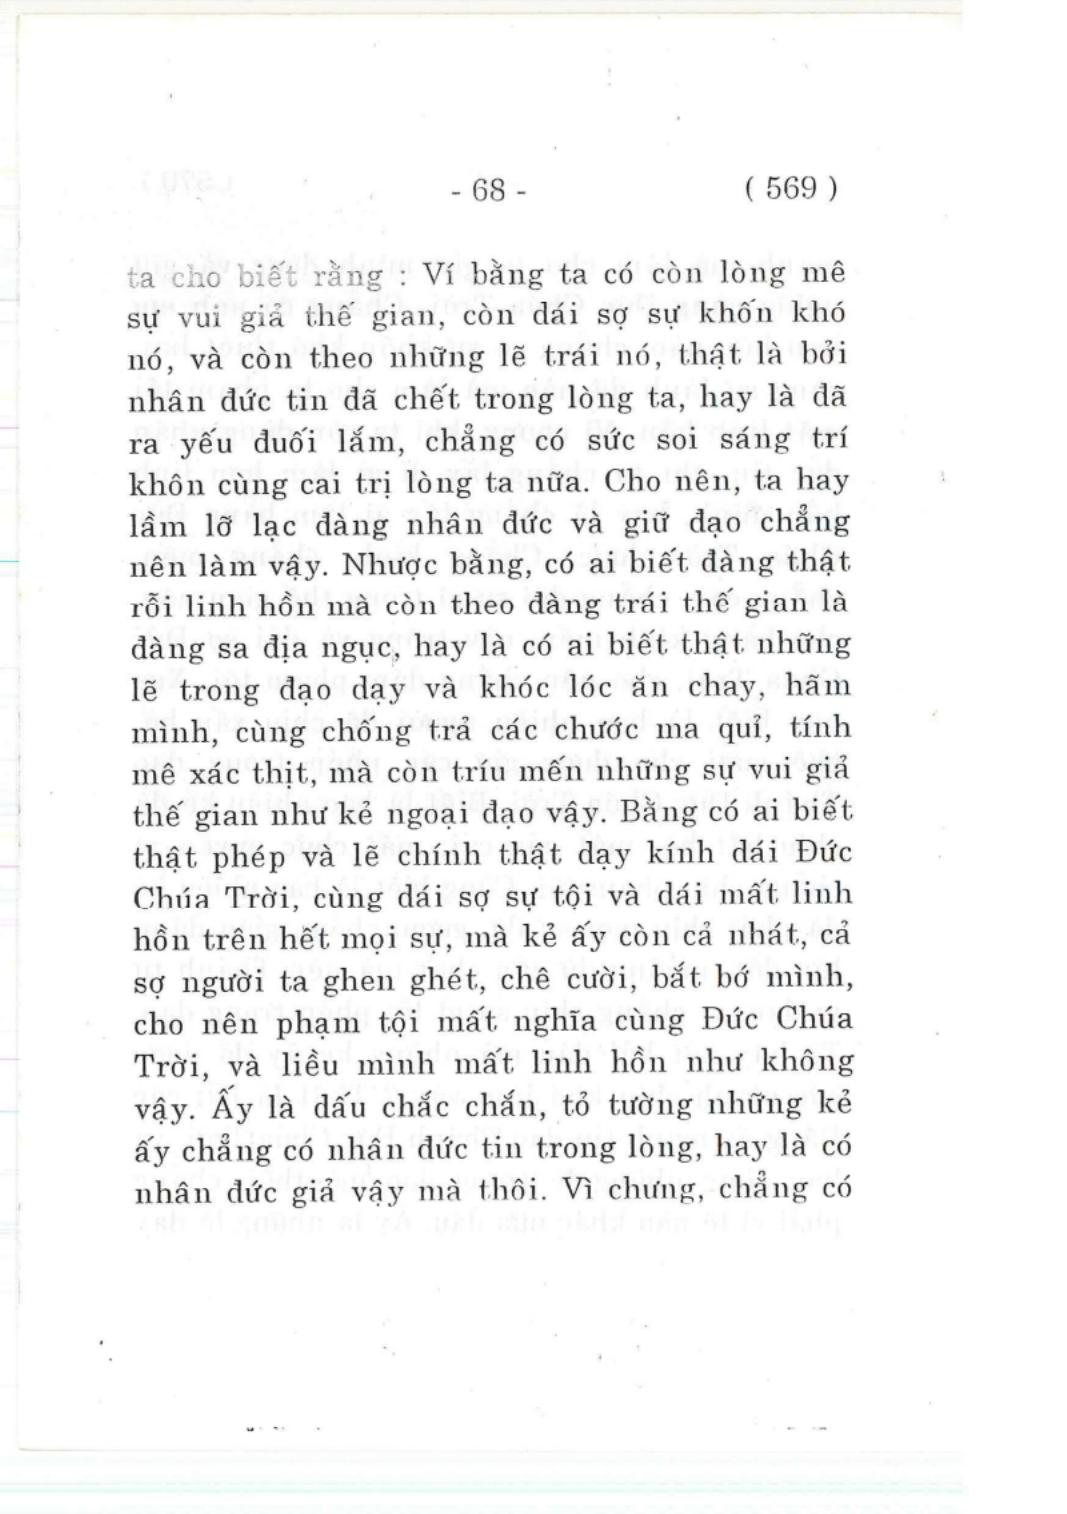 - 68 - ( 569 )
ta cho biết rằng : Ví bằng ta có còn lòng mê
sự vui giả thế gian, còn dái sợ sự khốn khó
nó, và còn theo những lẽ trái nó, thật là bởi
nhân đức tin đã chết trong lòng ta, hay là đã
ra yếu đuối lắm, chẳng có sức soi sáng trí
khôn cùng cai trị lòng ta nữa. Cho nên, ta hay
lầm lỡ lạc đàng nhân đức và giữ đạo chẳng
nên làm vậy. Nhược bằng, có ai biết đàng thật
rỗi linh hồn mà còn theo đàng trái thế gian là
đàng sa địa ngục, hay là có ai biết thật những
lẽ trong đạo dạy và khóc lóc ăn chay, hãm
mình, cùng chống trả các chước ma quỉ, tính
mê xác thịt, mà còn tríu mến những sự vui giả
thế gian như kẻ ngoại đạo vậy. Bằng có ai biết
thật phép và lẽ chính thật dạy kính dái Đức
Chúa Trời, cùng dái sợ sự tội và dái mất linh
hồn trên hết mọi sự, mà kẻ ấy còn cả nhát, cả
sợ người ta ghen ghét, chê cười, bắt bớ mình,
cho nên phạm tội mất nghĩa cùng Đức Chúa
Trời, và liều mình mất linh hồn như không
vậy. Ấy là dấu chắc chắn, tỏ tường những kẻ
ấy chẳng có nhân đức tin trong lòng, hay là có
nhân đức giả vậy mà thôi. Vì chưng, chẳng có